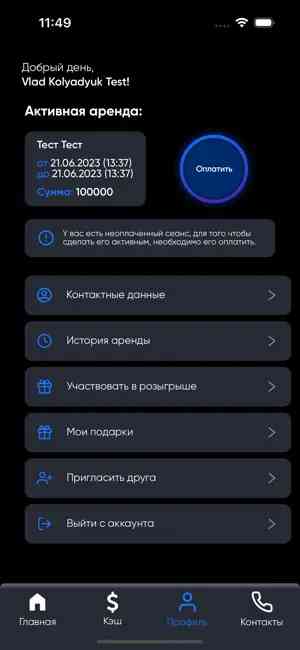 11:49
Добрый день,
Vlad Kolyadyuk Test!
Активная аренда:
Тест Тест
от 21.06.2023 (13:37)
до 21.06.2023 (13:37)
Сумма: 100000
Оплатить
У вас есть неоплаченный сеанс, для того чтобы
сделать его активным, необходимо его оплатить.
Контактные данные
История аренды
Участвовать в розыгрыше
Мои подарки
Пригласить друга
Выйти с аккаунта
Главная
Кэш
Профиль
Контакты